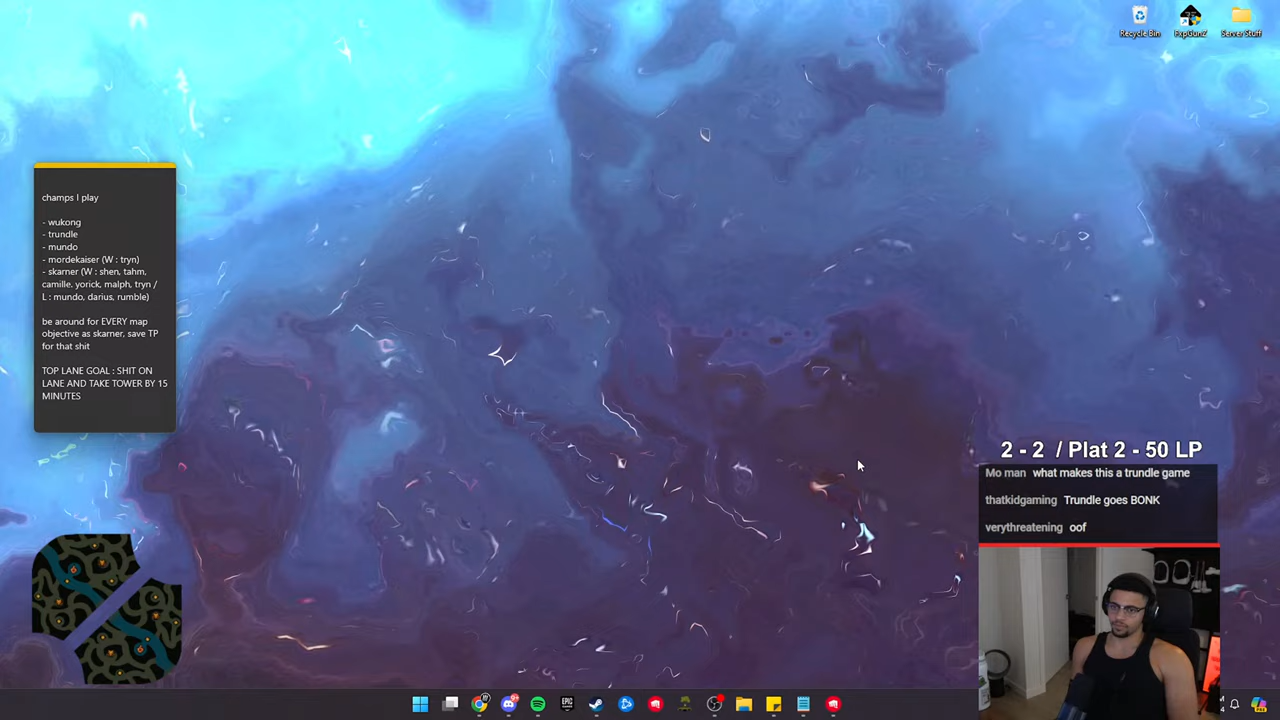 Recycle Bin
FxpGunZ
ServerStuff
champs I play
- wukong
- trundle
- mundo
- mordekaiser (W : tryn)
- skarner (W : shen, tahm,
camille. yorick, malph, tryn /
L : mundo, darius, rumble)
be around for EVERY map
objective as skarner, save TP
for that shit
TOP LANE GOAL : SHIT ON
LANE AND TAKE TOWER BY 15
MINUTES
2 - 2 / Plat 2 - 50 LP
Mo man what makes this a trundle game
thatkidgaming Trundle goes BONK
verythreatening oof
EPIC